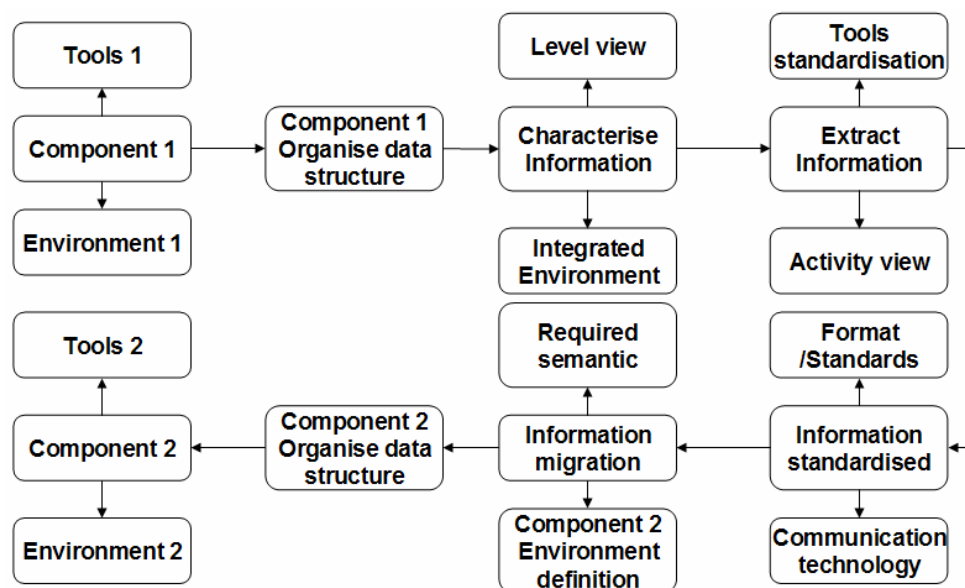 Tools 1
Level view
Tools
standardisation
Component 1
Component 1
Organise data
structure
Characterise
Information
Extract
Information
Environment 1
Integrated
Environment
Activity view
Tools 2
Required
semantic
Format
/Standards
Component 2
Component 2
Organise data
structure
Information
migration
Information
standardised
Environment 2
Component 2
Environment
definition
Communication
technology